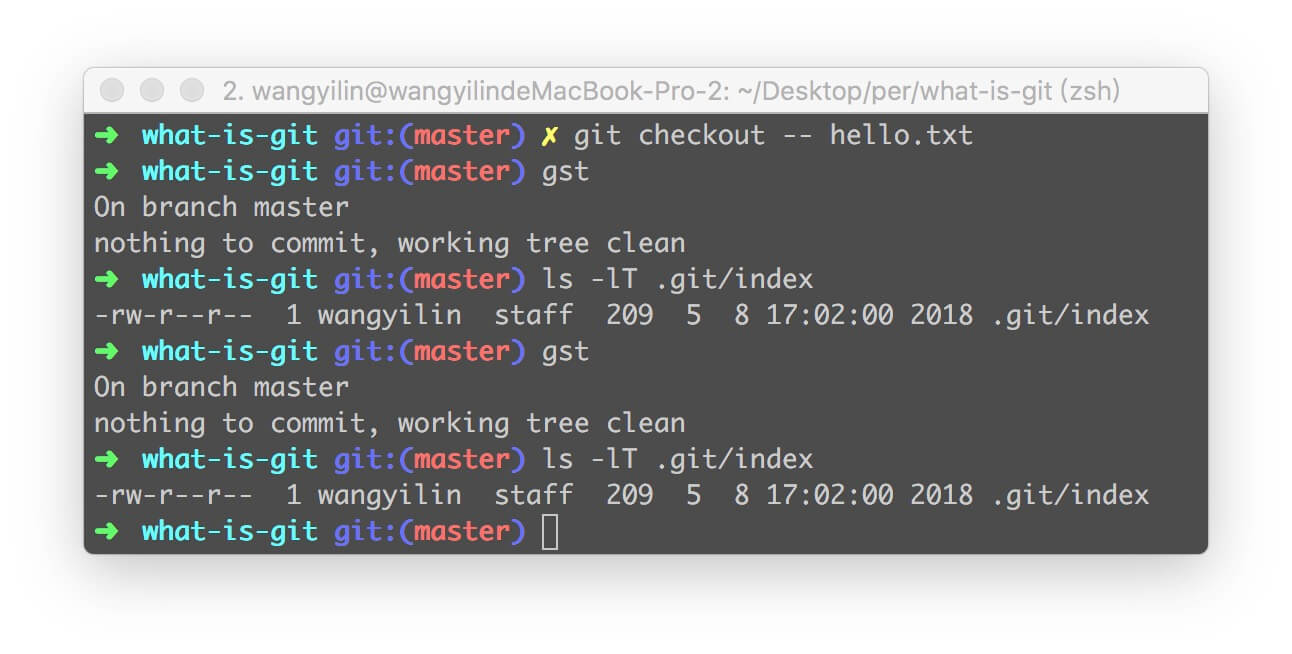 2. wangyilin@wangyilindeMacBook-Pro-2: ~/Desktop/per/what-is-git (zsh)
➜  what-is-git git:(master) ✗ git checkout -- hello.txt
➜  what-is-git git:(master) gst
On branch master
nothing to commit, working tree clean
➜  what-is-git git:(master) ls -lT .git/index
-rw-r--r--  1 wangyilin  staff  209  5  8 17:02:00 2018 .git/index
➜  what-is-git git:(master) gst
On branch master
nothing to commit, working tree clean
➜  what-is-git git:(master) ls -lT .git/index
-rw-r--r--  1 wangyilin  staff  209  5  8 17:02:00 2018 .git/index
➜  what-is-git git:(master)